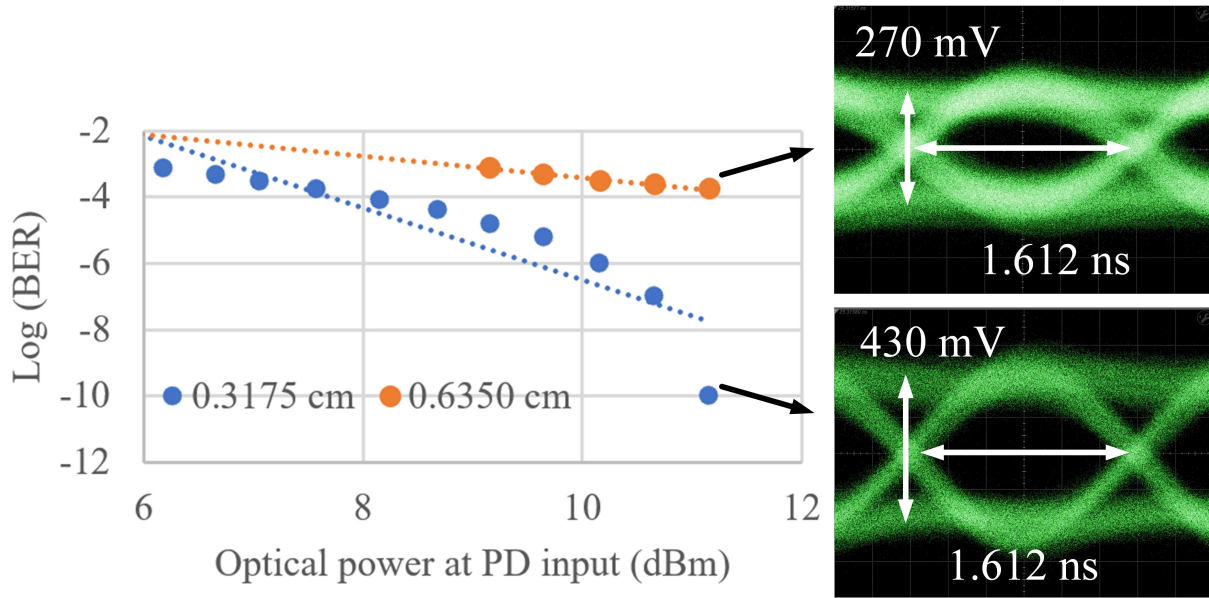 270 mV
1.612 ns
430 mV
1.612 ns
-2
-4
-6
-8
-10
-12
Log (BER)
0.3175 cm 0.6350 cm
6 8 10 12
Optical power at PD input (dBm)